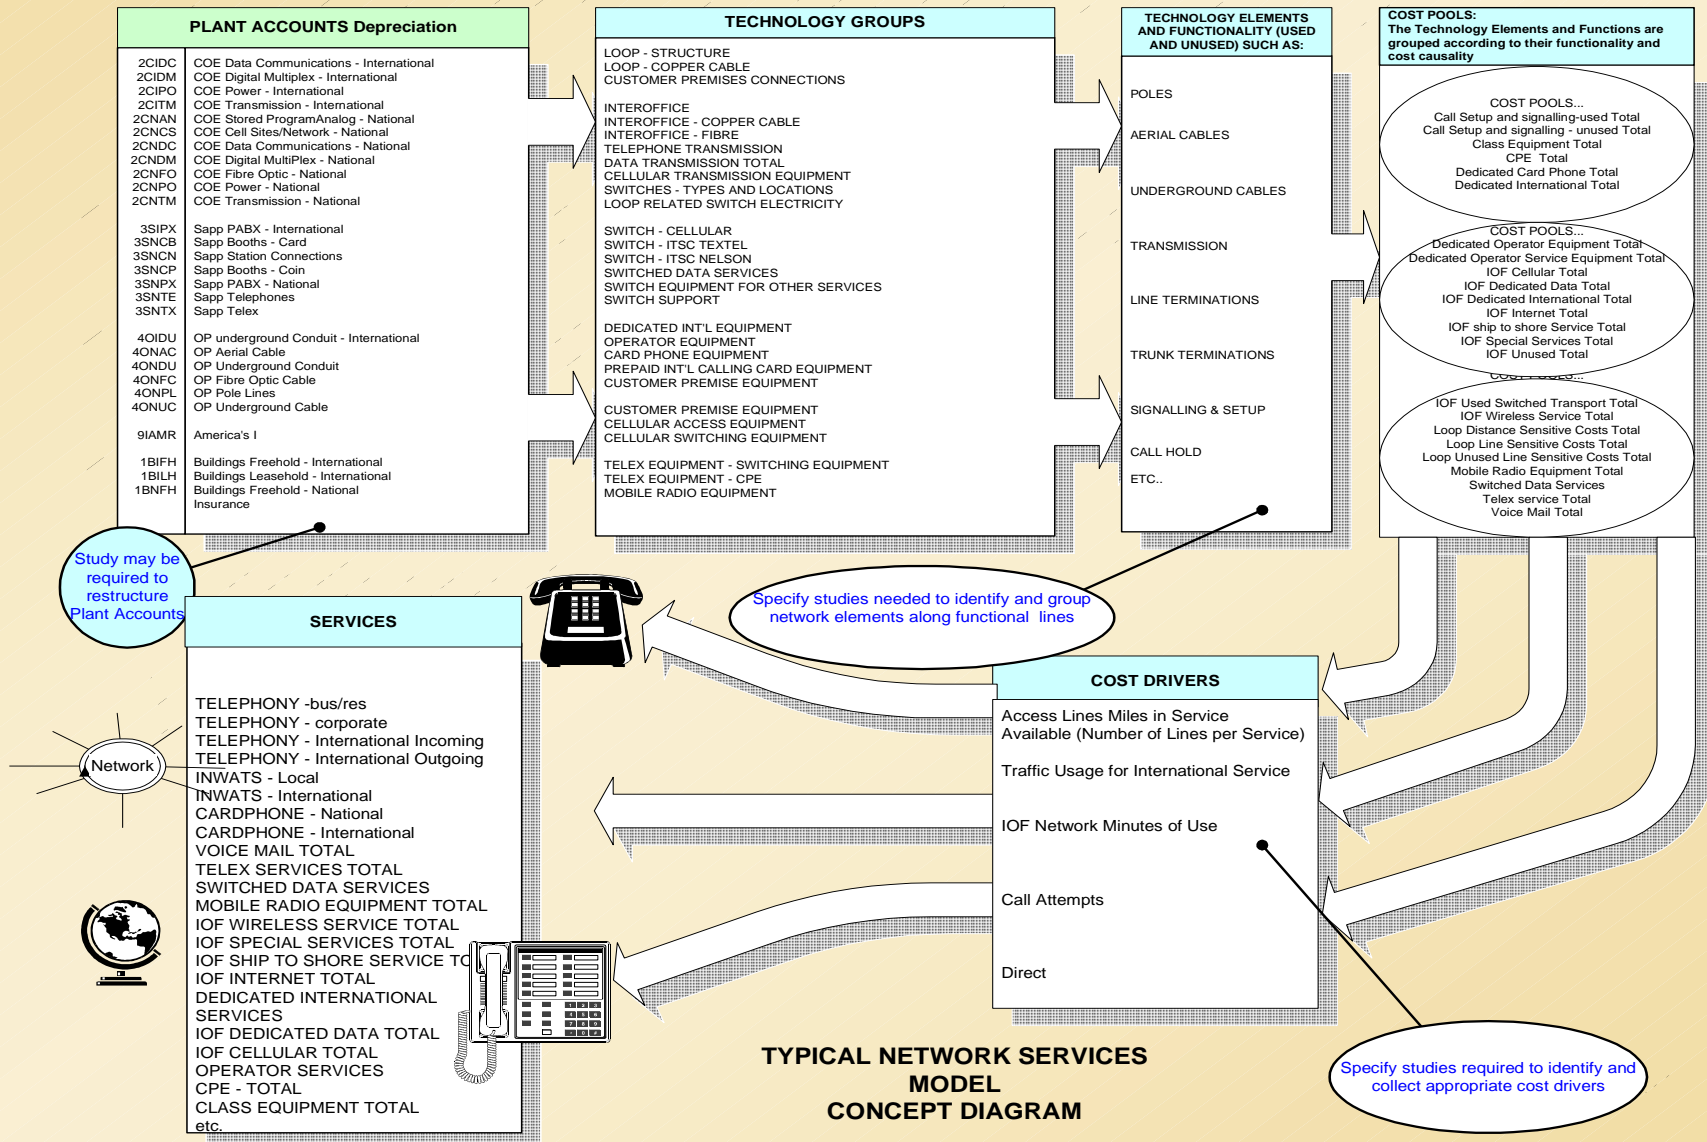 PLANT ACCOUNTS Depreciation
2CIDC COE Data Communications - International
2CIDM COE Digital Multiplex - International
2CIPO COE Power - International
2CITM COE Transmission - International
2CNAN COE Stored ProgramAnalog - National
2CNCS COE Cell Sites/Network - National
2CNDC COE Data Communications - National
2CNDM COE Digital MultiPlex - National
2CNFO COE Fibre Optic - National
2CNPO COE Power - National
2CNTM COE Transmission - National
3SIPX Sapp PABX - International
3SNCB Sapp Booths - Card
3SNCN Sapp Station Connections
3SNCP Sapp Booths - Coin
3SNPX Sapp PABX - National
3SNTE Sapp Telephones
3SNTX Sapp Telex
4OIDU OP underground Conduit - International
4ONAC OP Aerial Cable
4ONDU OP Underground Conduit
4ONFC OP Fibre Optic Cable
4ONPL OP Pole Lines
4ONUC OP Underground Cable
9IAMR America's I
1BIFH Buildings Freehold - International
1BILH Buildings Leasehold - International
1BNFH Buildings Freehold - National
Insurance
Study may be
required to
restructure
Plant Accounts
TECHNOLOGY GROUPS
LOOP - STRUCTURE
LOOP - COPPER CABLE
CUSTOMER PREMISES CONNECTIONS
INTEROFFICE
INTEROFFICE - COPPER CABLE
INTEROFFICE - FIBRE
TELEPHONE TRANSMISSION
DATA TRANSMISSION TOTAL
CELLULAR TRANSMISSION EQUIPMENT
SWITCHES - TYPES AND LOCATIONS
LOOP RELATED SWITCH ELECTRICITY
SWITCH - CELLULAR
SWITCH - ITSC TEXTEL
SWITCH - ITSC NELSON
SWITCHED DATA SERVICES
SWITCH EQUIPMENT FOR OTHER SERVICES
SWITCH SUPPORT
DEDICATED INT'L EQUIPMENT
OPERATOR EQUIPMENT
CARD PHONE EQUIPMENT
PREPAID INT'L CALLING CARD EQUIPMENT
CUSTOMER PREMISE EQUIPMENT
CUSTOMER PREMISE EQUIPMENT
CELLULAR ACCESS EQUIPMENT
CELLULAR SWITCHING EQUIPMENT
TELEX EQUIPMENT - SWITCHING EQUIPMENT
TELEX EQUIPMENT - CPE
MOBILE RADIO EQUIPMENT
TECHNOLOGY ELEMENTS
AND FUNCTIONALITY (USED
AND UNUSED) SUCH AS:
POLES
AERIAL CABLES
UNDERGROUND CABLES
TRANSMISSION
LINE TERMINATIONS
TRUNK TERMINATIONS
SIGNALLING & SETUP
CALL HOLD
ETC..
Specify studies needed to identify and group
network elements along functional lines
COST POOLS:
The Technology Elements and Functions are
grouped according to their functionality and
cost causality
COST POOLS...
Call Setup and signalling-used Total
Call Setup and signalling - unused Total
Class Equipment Total
CPE Total
Dedicated Card Phone Total
Dedicated International Total
COST POOLS...
Dedicated Operator Equipment Total
Dedicated Operator Service Equipment Total
IOF Cellular Total
IOF Dedicated Data Total
IOF Dedicated International Total
IOF Internet Total
IOF ship to shore Service Total
IOF Special Services Total
IOF Unused Total
COST POOLS...
IOF Used Switched Transport Total
IOF Wireless Service Total
Loop Distance Sensitive Costs Total
Loop Line Sensitive Costs Total
Loop Unused Line Sensitive Costs Total
Mobile Radio Equipment Total
Switched Data Services
Telex service Total
Voice Mail Total
COST DRIVERS
Access Lines Miles in Service
Available (Number of Lines per Service)
Traffic Usage for International Service
IOF Network Minutes of Use
Call Attempts
Direct
Specify studies required to identify and
collect appropriate cost drivers
SERVICES
TELEPHONY -bus/res
TELEPHONY - corporate
TELEPHONY - International Incoming
TELEPHONY - International Outgoing
INWATS - Local
INWATS - International
CARDPHONE - National
CARDPHONE - International
VOICE MAIL TOTAL
TELEX SERVICES TOTAL
SWITCHED DATA SERVICES
MOBILE RADIO EQUIPMENT TOTAL
IOF WIRELESS SERVICE TOTAL
IOF SPECIAL SERVICES TOTAL
IOF SHIP TO SHORE SERVICE TO
IOF INTERNET TOTAL
DEDICATED INTERNATIONAL
SERVICES
IOF DEDICATED DATA TOTAL
IOF CELLULAR TOTAL
OPERATOR SERVICES
CPE - TOTAL
CLASS EQUIPMENT TOTAL
etc.
Network
1 2 3
4 5 6
7 8 9
* 0 #
TYPICAL NETWORK SERVICES
MODEL
CONCEPT DIAGRAM